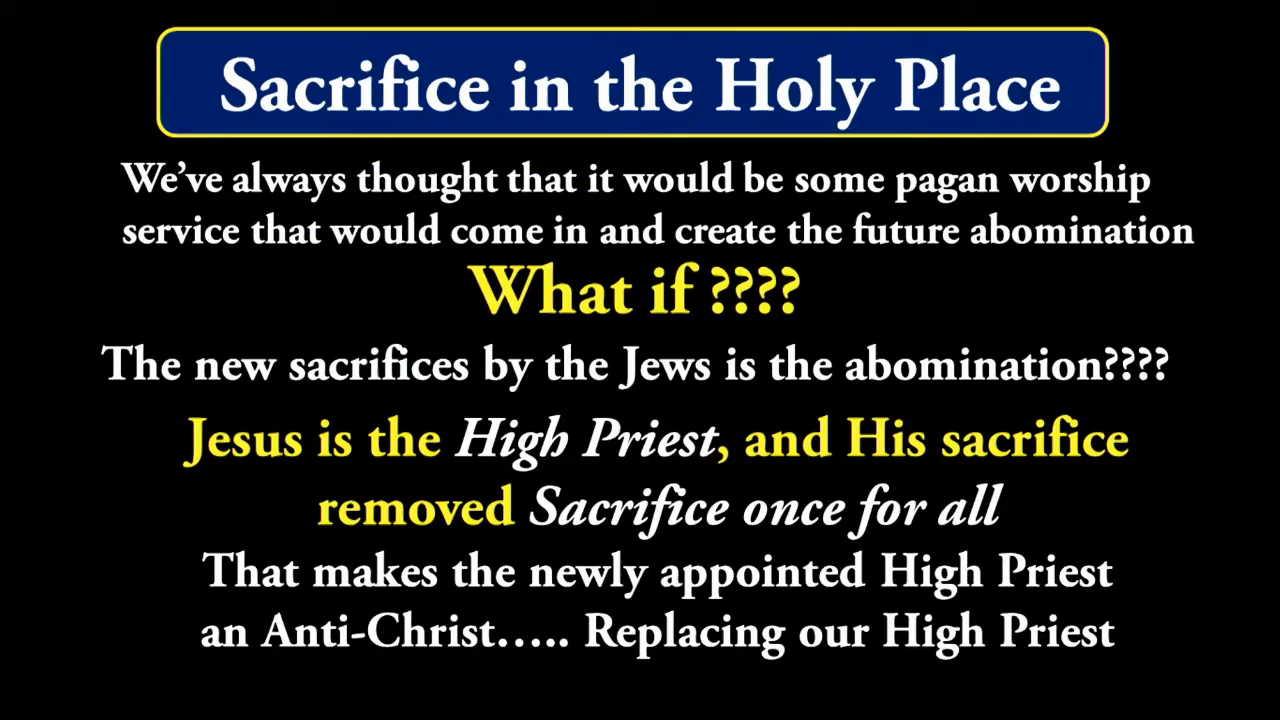 Sacrifice in the Holy Place
We've always thought that it would be some pagan worship
service that would come in and create the future abomination
What if ????
The new sacrifices by the Jews is the abomination????
Jesus is the High Priest, and His sacrifice
removed Sacrifice once for all
That makes the newly appointed High Priest
an Anti-Christ….. Replacing our High Priest